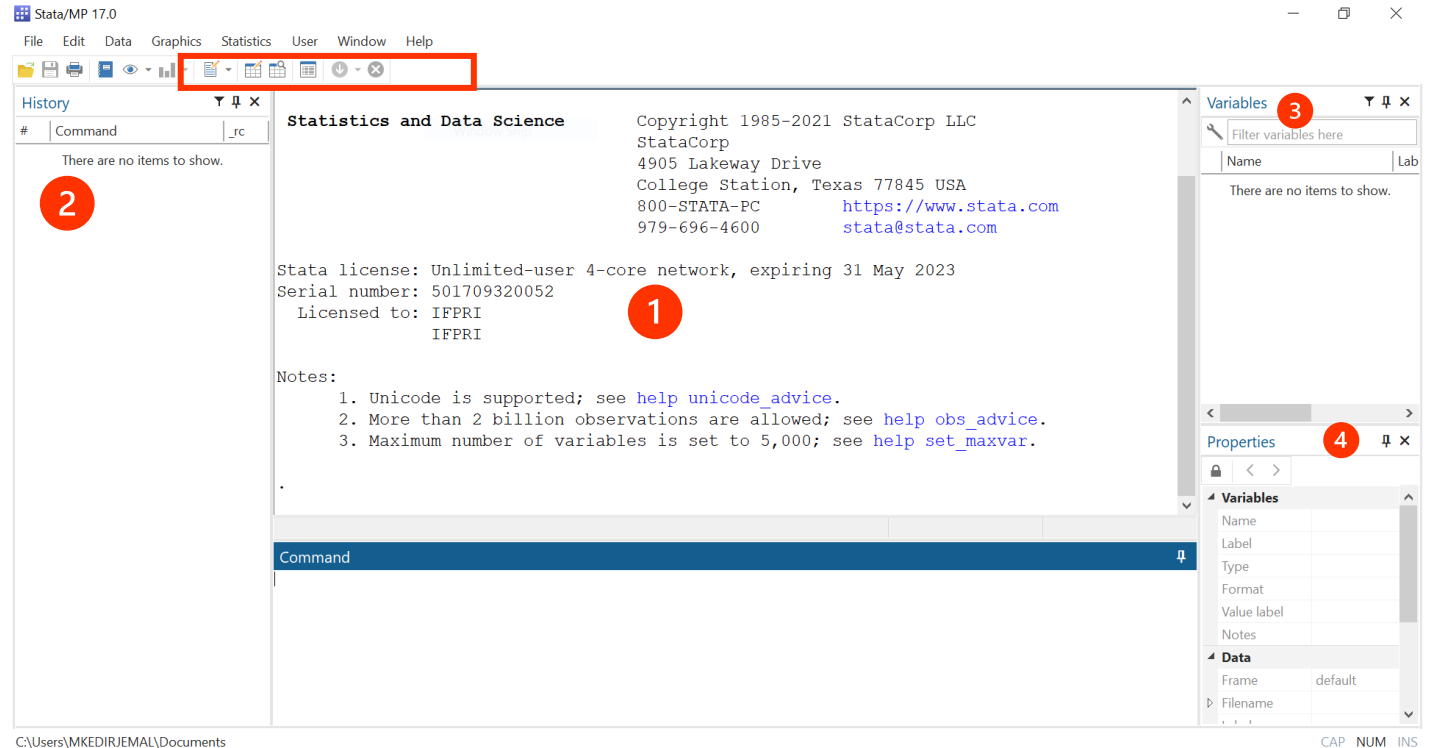 Stata/MP 17.0
File Edit Data Graphics Statistics User Window Help
History
# Command _rc
There are no items to show.
2
Statistics and Data Science Copyright 1985-2021 StataCorp LLC
StataCorp
4905 Lakeway Drive
College Station, Texas 77845 USA
800-STATA-PC https://www.stata.com
979-696-4600 stata@stata.com
Stata license: Unlimited-user 4-core network, expiring 31 May 2023
Serial number: 501709320052
Licensed to: IFPRI
IFPRI
1
Notes:
1. Unicode is supported; see help unicode_advice.
2. More than 2 billion observations are allowed; see help obs_advice.
3. Maximum number of variables is set to 5,000; see help set_maxvar.
.
Command
Variables 3
Filter variables here
Name Lab
There are no items to show.
Properties 4
Variables
Name
Label
Type
Format
Value label
Notes
Data
Frame default
Filename
C:\Users\MKEDIRJEMAL\Documents
CAP NUM INS